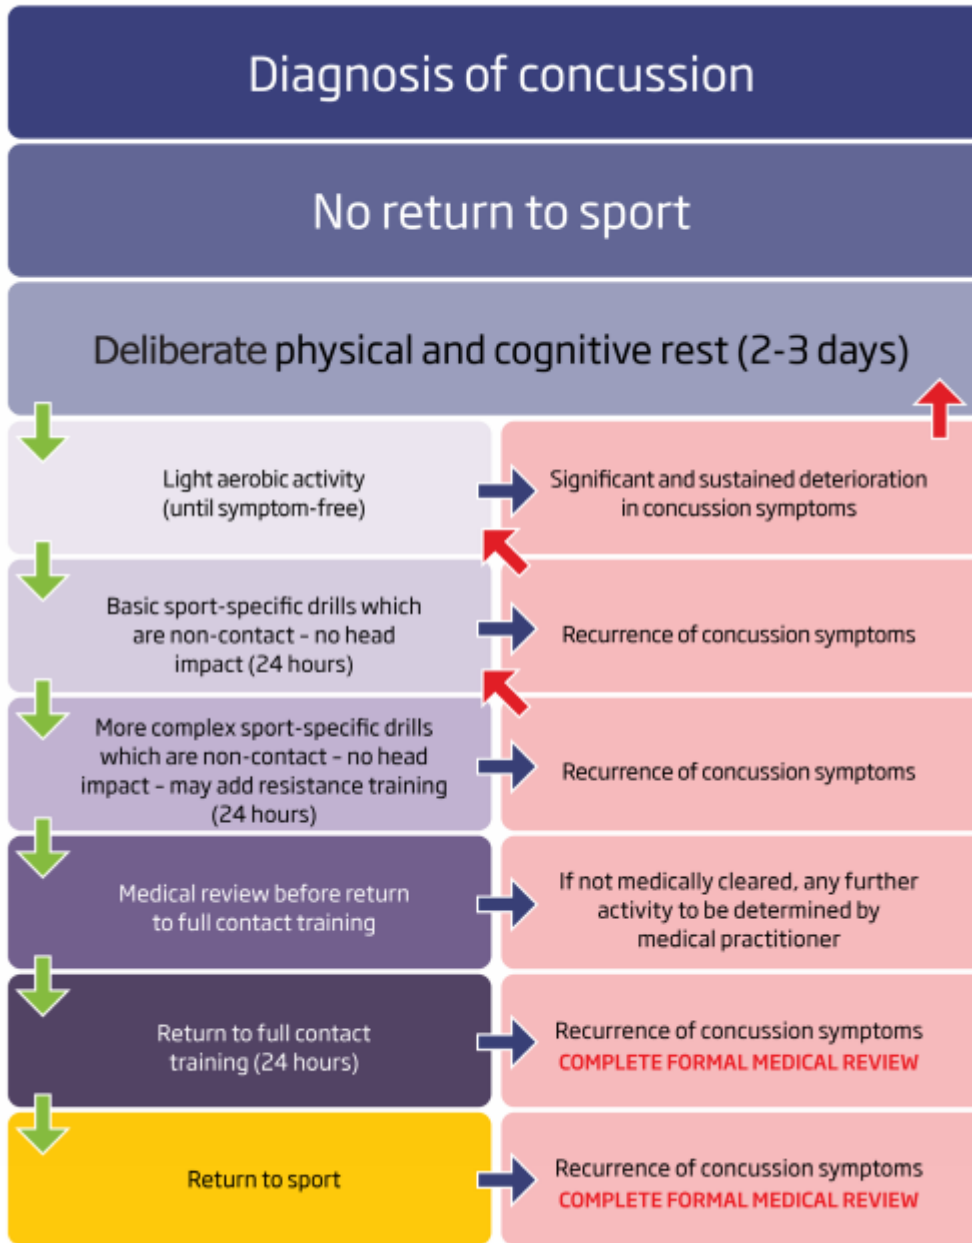 Diagnosis of concussion
No return to sport
Deliberate physical and cognitive rest (2-3 days)
Light aerobic activity
(until symptom-free)
Significant and sustained deterioration
in concussion symptoms
Basic sport-specific drills which
are non-contact – no head
impact (24 hours)
Recurrence of concussion symptoms
More complex sport-specific drills
which are non-contact – no head
impact – may add resistance training
(24 hours)
Recurrence of concussion symptoms
Medical review before return
to full contact training
If not medically cleared, any further
activity to be determined by
medical practitioner
Return to full contact
training (24 hours)
Recurrence of concussion symptoms
COMPLETE FORMAL MEDICAL REVIEW
Return to sport
Recurrence of concussion symptoms
COMPLETE FORMAL MEDICAL REVIEW